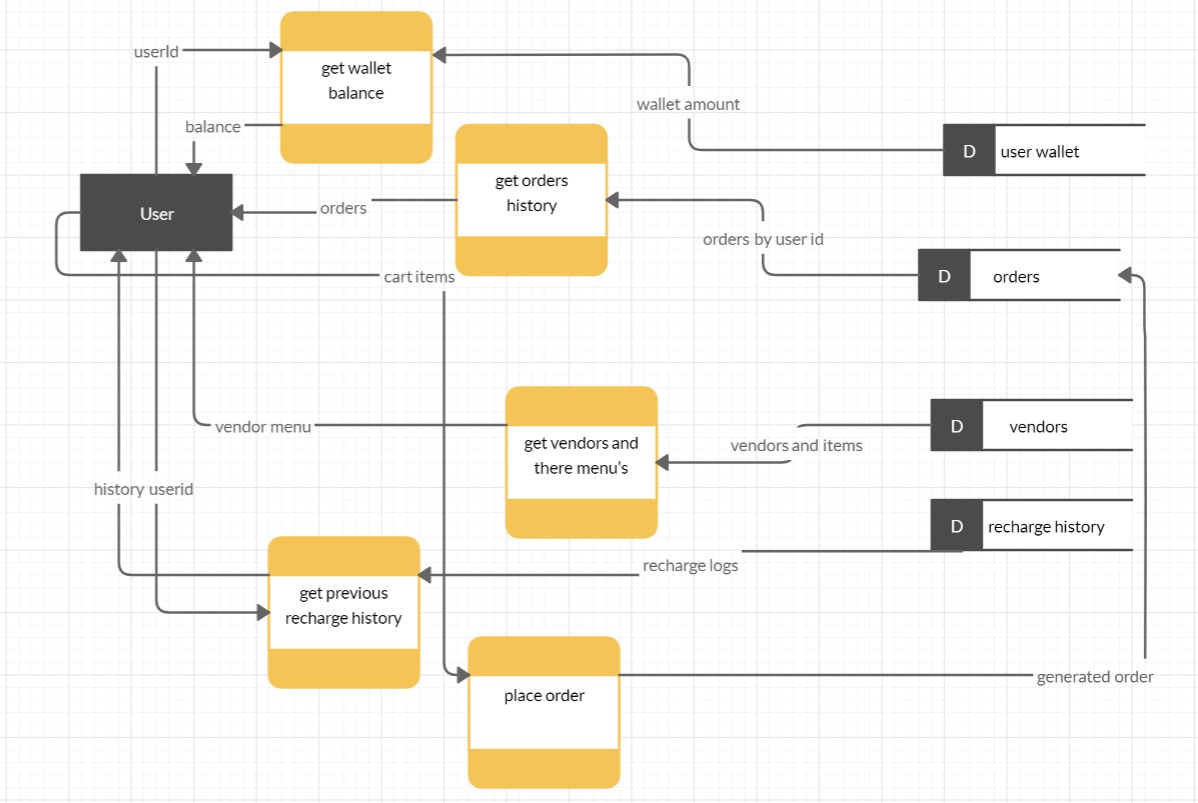 userId
get wallet
balance
wallet amount
balance
D
user wallet
get orders
history
User
orders
orders by user id
cart items
D
orders
vendor menu
get vendors and
there menu's
vendors and items
D
vendors
history userid
D
recharge history
recharge logs
get previous
recharge history
place order
generated order